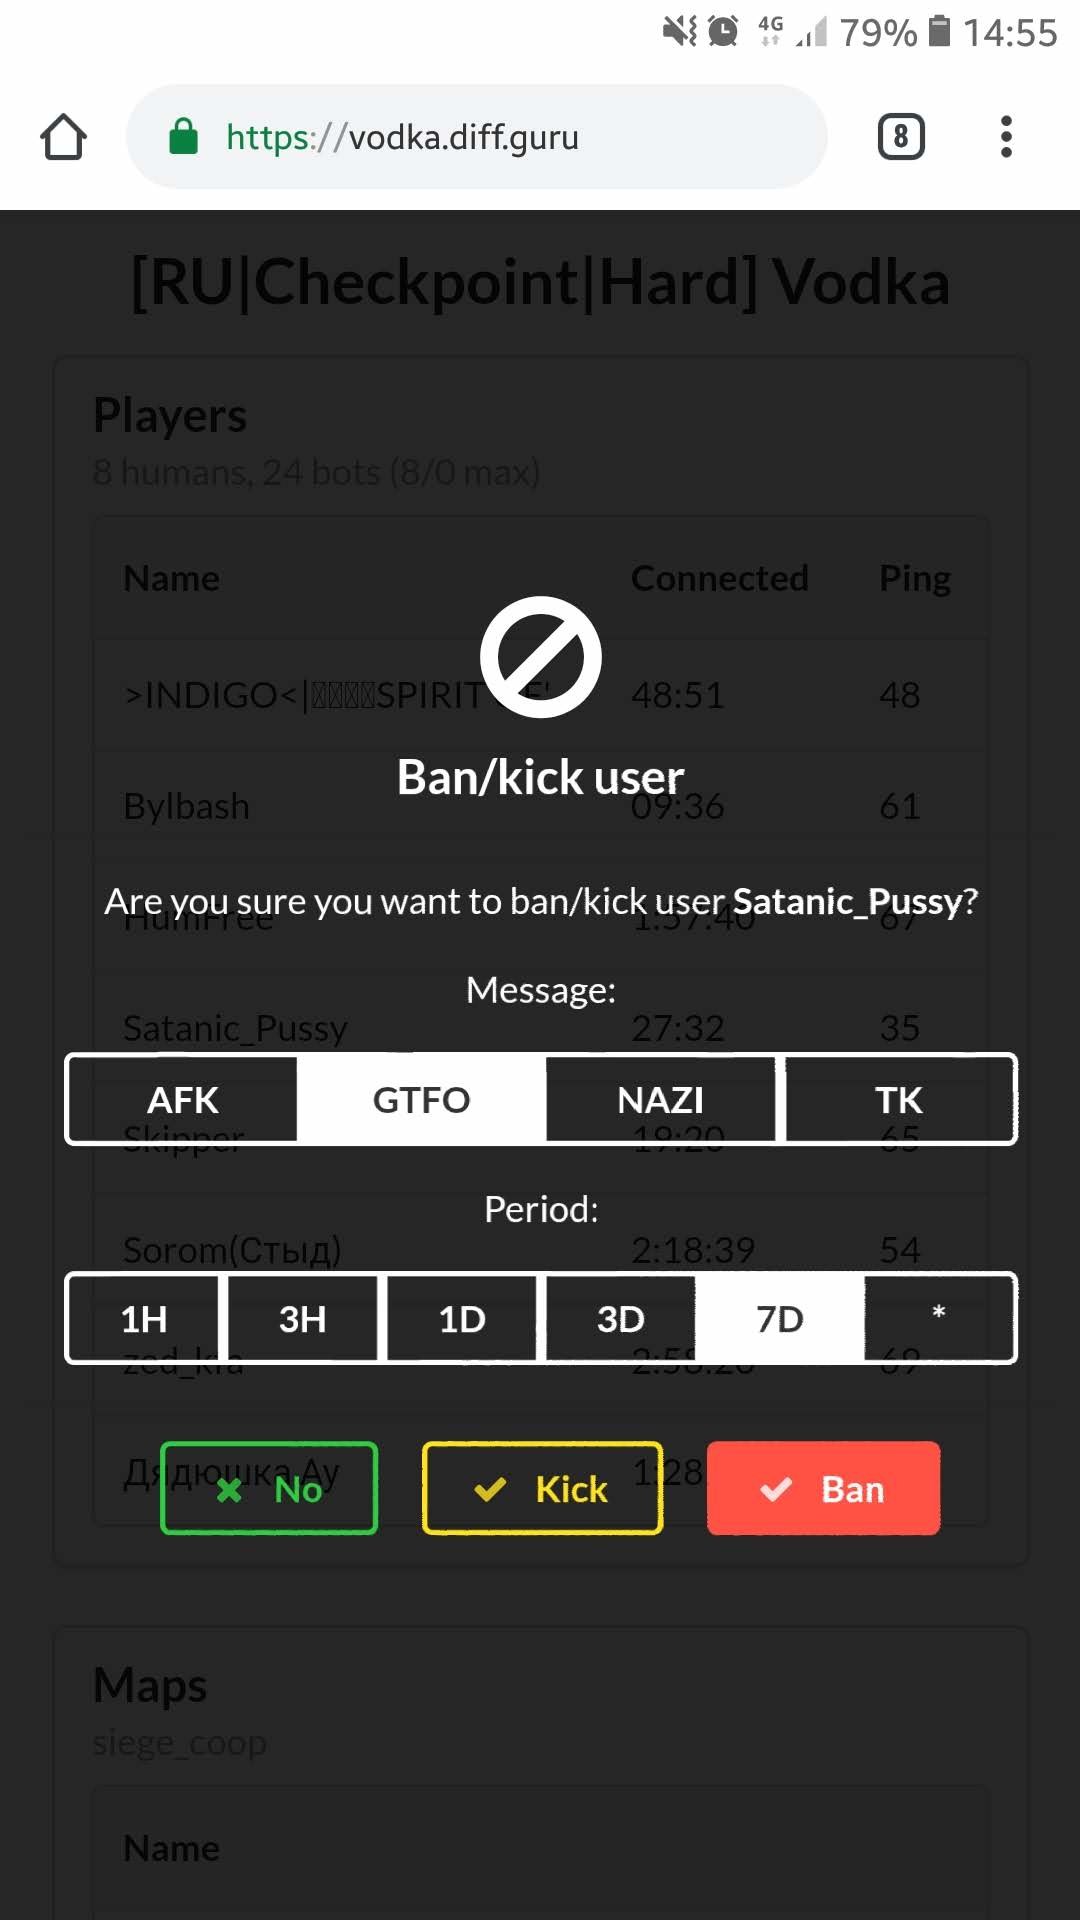 4G 79% 14:55
https://vodka.diff.guru 8
[RU|Checkpoint|Hard] Vodka
Players
8 humans, 24 bots (8/0 max)
Name Connected Ping
>INDIGO<|SPIRIT 48:51 48
Ban/kick user
Bylbash 09:36 61
Are you sure you want to ban/kick user Satanic_Pussy?
HumFree 1:57:40 67
Message:
Satanic_Pussy 27:32 35
AFK GTFO NAZI TK
Skipper 19:20 65
Period:
Sorom(Стыд) 2:18:39 54
1H 3H 1D 3D 7D *
zed_kra 2:58:20 69
Дядюшка Ау 1:28
No Kick Ban
Maps
siege_coop
Name